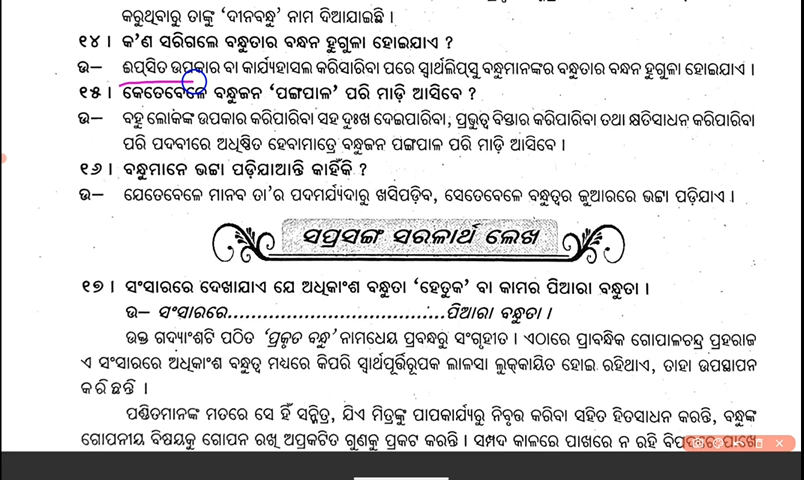 କରୁଥିବାରୁ ତାଙ୍କୁ ‘ଦୀନବନ୍ଧୁ’ ନାମ ଦିଆଯାଇଛି ।
୧୪ । କ’ଣ ସରିଗଲେ ବନ୍ଧୁତାର ବନ୍ଧନ ହୁଗୁଳା ହୋଇଯାଏ ?
ଉ– ଈପ୍‌ସିତ ଉପକାର ବା କାର୍ଯ୍ୟହାସଲ କରିସାରିବା ପରେ ସ୍ୱାର୍ଥଲିପ୍‌ସୁ ବନ୍ଧୁମାନଙ୍କର ବନ୍ଧୁତାର ବନ୍ଧନ ହୁଗୁଳା ହୋଇଯାଏ ।
୧୫ । କେତେବେଳେ ବନ୍ଧୁଜନ ‘ପଙ୍ଗପାଳ’ ପରି ମାଡ଼ି ଆସିବେ ?
ଉ– ବହୁ ଲୋକଙ୍କ ଉପକାର କରିପାରିବା ସହ ଦୁଃଖ ଦେଇପାରିବା, ପ୍ରଭୁତ୍ୱ ବିସ୍ତାର କରିପାରିବା ତଥା କ୍ଷତିସାଧନ କରିପାରିବା
ପରି ପଦବୀରେ ଅଧିଷ୍ଠିତ ହେବାମାତ୍ରେ ବନ୍ଧୁଜନ ପଙ୍ଗପାଳ ପରି ମାଡ଼ି ଆସିବେ ।
୧୬ । ବନ୍ଧୁମାନେ ଭଟ୍ଟା ପଡ଼ିଯାଆନ୍ତି କାହିଁକି ?
ଉ– ଯେତେବେଳେ ମାନବ ତା’ର ପଦମର୍ଯ୍ୟଦାରୁ ଖସିପଡ଼ିବ, ସେତେବେଳେ ବନ୍ଧୁତ୍ୱର ଜୁଆରରେ ଭଟ୍ଟା ପଡ଼ିଯାଏ ।
ସପ୍ରସଙ୍ଗ ସରଳାର୍ଥ ଲେଖ
୧୭ । ସଂସାରରେ ଦେଖାଯାଏ ଯେ ଅଧିକାଂଶ ବନ୍ଧୁତା ‘ହେତୁକ’ ବା କାମର ପିଆରା ବନ୍ଧୁତା ।
ଉ– ସଂସାରରେ.......................................ପିଆରା ବନ୍ଧୁତା ।
ଉକ୍ତ ଗଦ୍ୟାଂଶଟି ପଠିତ ‘ପ୍ରକୃତ ବନ୍ଧୁ’ ନାମଧେୟ ପ୍ରବନ୍ଧରୁ ସଂଗୃହୀତ । ଏଠାରେ ପ୍ରାବନ୍ଧିକ ଗୋପାଳଚନ୍ଦ୍ର ପ୍ରହରାଜ
ଏ ସଂସାରରେ ଅଧିକାଂଶ ବନ୍ଧୁତ୍ୱ ମଧ୍ୟରେ କିପରି ସ୍ୱାର୍ଥପୂର୍ତ୍ତିରୂପକ ଲାଳସା ଲୁକ୍‌କାୟିତ ହୋଇ ରହିଥାଏ, ତାହା ଉପସ୍ଥାପନ
କରିଛନ୍ତି ।
ପଣ୍ଡିତମାନଙ୍କ ମତରେ ସେ ହିଁ ସନ୍ମିତ୍ର, ଯିଏ ମିତ୍ରଙ୍କୁ ପାପକାର୍ଯ୍ୟରୁ ନିବୃତ୍ତ କରିବା ସହିତ ହିତସାଧନ କରନ୍ତି, ବନ୍ଧୁଙ୍କ
ଗୋପନୀୟ ବିଷୟକୁ ଗୋପନ ରଖି ଅପ୍ରକଟିତ ଗୁଣକୁ ପ୍ରକଟ କରନ୍ତି । ସମ୍ପଦ କାଳରେ ପାଖରେ ନ ରହି ବିପଦରେ ପାଖେ